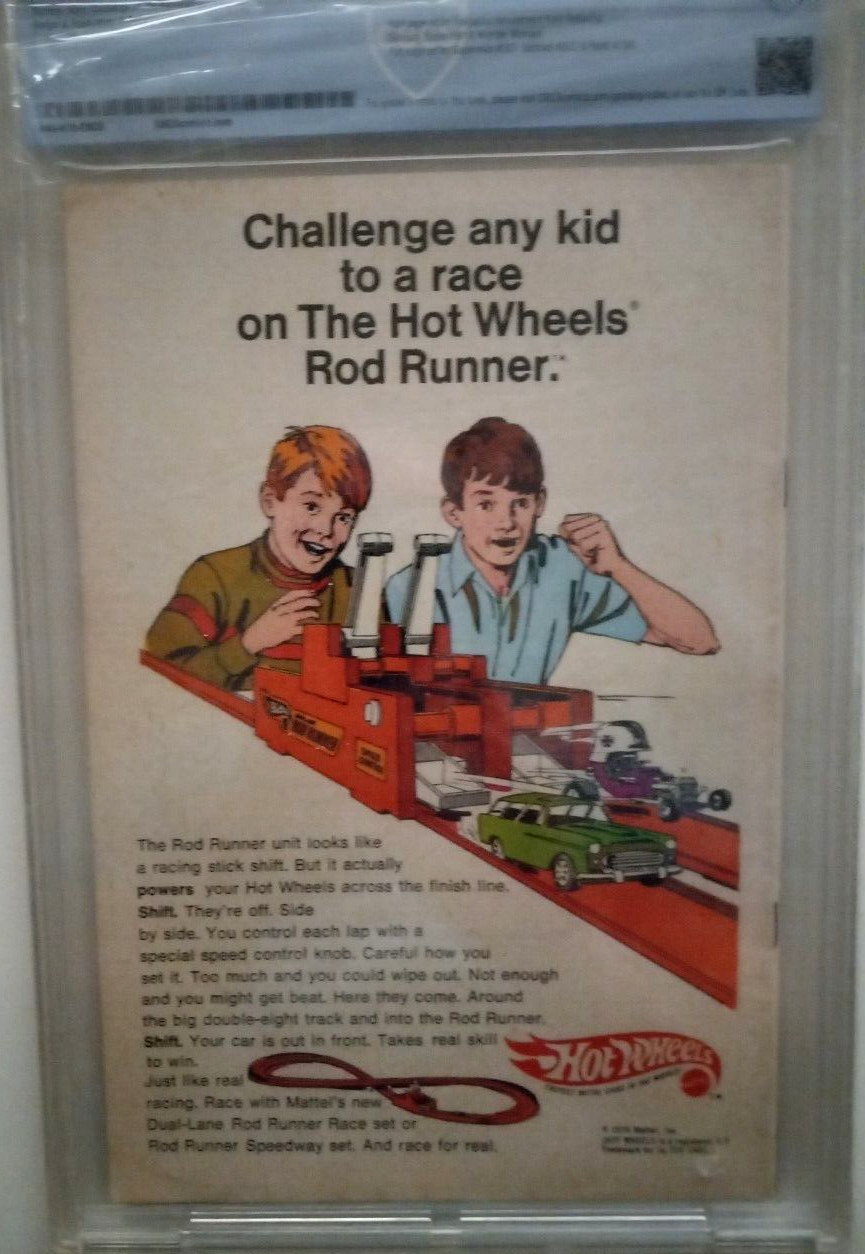 Challenge any kid
to a race
on The Hot Wheels®
Rod Runner.™
The Rod Runner unit looks like
a racing stick shift. But it actually
powers your Hot Wheels across the finish line.
Shift. They're off. Side
by side. You control each lap with a
special speed control knob. Careful how you
set it. Too much and you could wipe out. Not enough
and you might get beat. Here they come. Around
the big double-eight track and into the Rod Runner.
Shift. Your car is out in front. Takes real skill
to win.
Just like real
racing. Race with Mattel's new
Dual-Lane Rod Runner Race set or
Rod Runner Speedway set. And race for real.
Hot Wheels